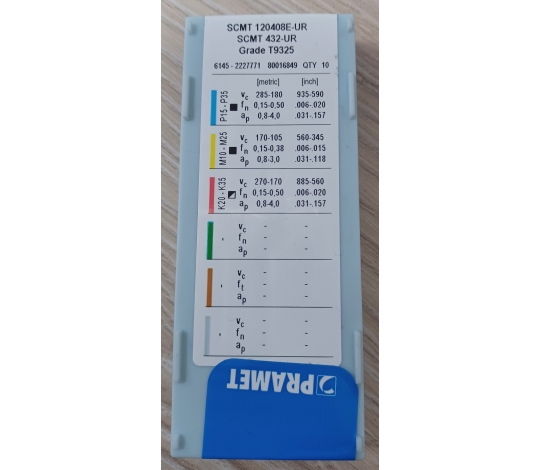 SCMT 120408E-UR
SCMT 432-UR
Grade T9325
6145 - 2227771 80016849 QTY 10
[metric] [inch]
P15 - P35
vc 285-180 935-590
fn 0,15-0,50 .006-.020
ap 0,8-4,0 .031-.157
M10 - M25
vc 170-105 560-345
fn 0,15-0,38 .006-.015
ap 0,8-3,0 .031-.118
K20 - K35
vc 270-170 885-560
fn 0,15-0,50 .006-.020
ap 0,8-4,0 .031-.157
vc - -
fn - -
ap - -
vc - -
ft - -
ap - -
vc - -
fn - -
ap - -
PRAMET